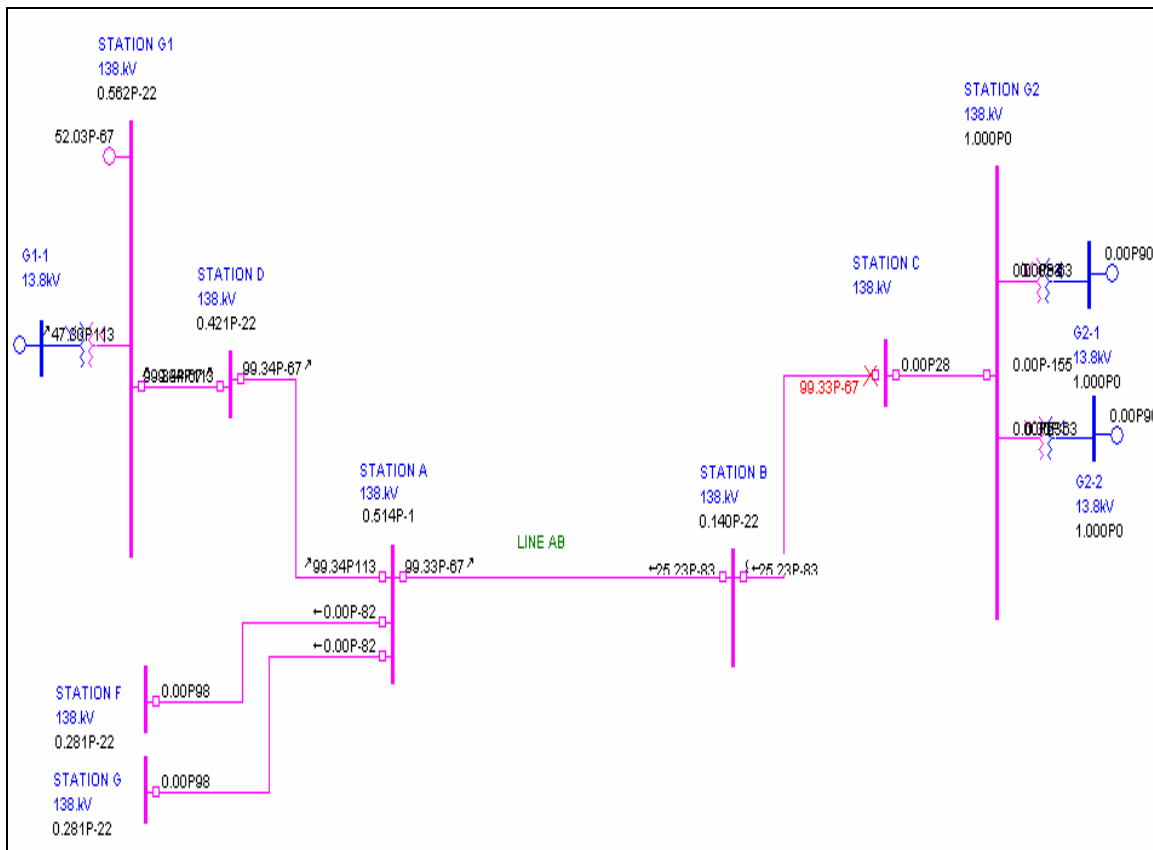 STATION G1
138.kV
0.562P-22
52.03P-67
G1-1
13.8kV
STATION D
138.kV
0.421P-22
99.34P-67↗
STATION G2
138.kV
1.000P0
STATION C
138.kV
99.33P-67
0.00P28
0.00P-155
0.00P90
G2-1
13.8kV
1.000P0
G2-2
13.8kV
1.000P0
STATION A
138.kV
0.514P-1
↗99.34P113
99.33P-67↗
LINE AB
STATION B
138.kV
0.140P-22
←25.23P-83
←25.23P-83
←0.00P-82
←0.00P-82
STATION F
138.kV
0.281P-22
0.00P98
STATION G
138.kV
0.281P-22
0.00P98